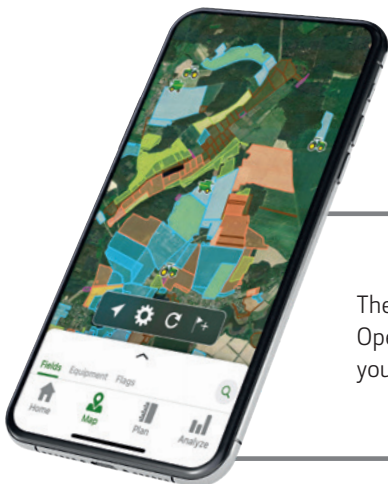 The
Ope
you
Fields Equipment Flags
Home
Map
Plan
Analyze